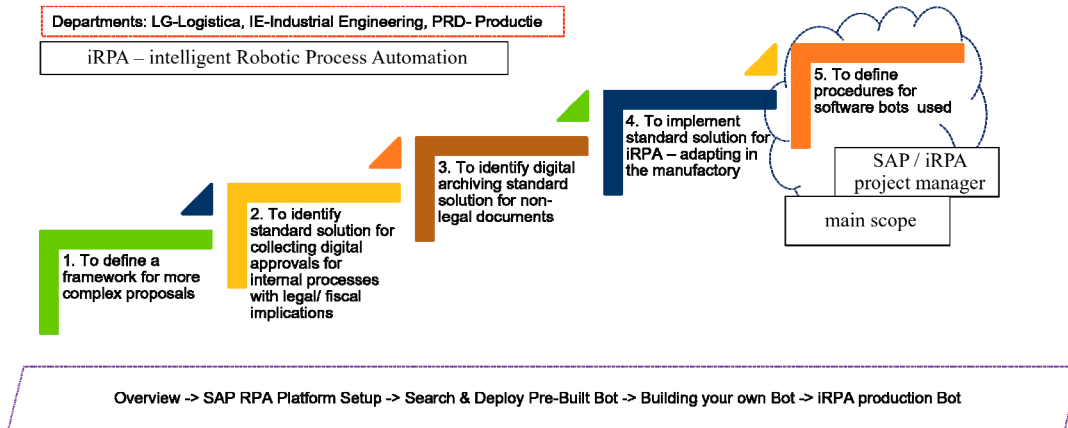 Departments: LG-Logistica, IE-Industrial Engineering, PRD- Productie
iRPA – intelligent Robotic Process Automation
1. To define a
framework for more
complex proposals
2. To identify
standard solution for
collecting digital
approvals for
internal processes
with legal/ fiscal
implications
3. To identify digital
archiving standard
solution for non-
legal documents
4. To implement
standard solution for
iRPA – adapting in
the manufactory
5. To define
procedures for
software bots used
SAP / iRPA
project manager
main scope
Overview -> SAP RPA Platform Setup -> Search & Deploy Pre-Built Bot -> Building your own Bot -> iRPA production Bot